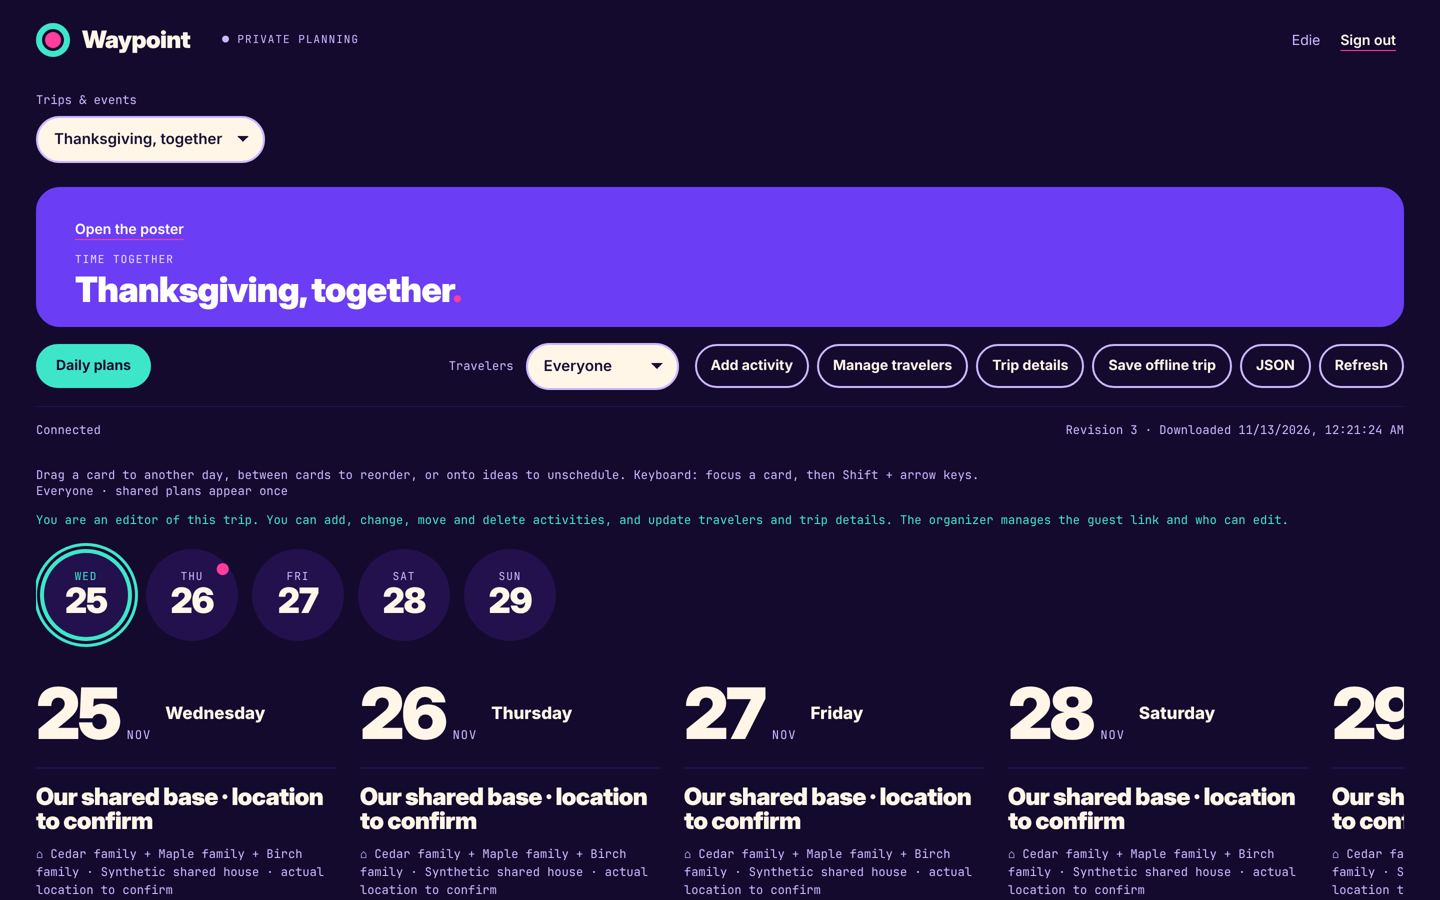 Waypoint
PRIVATE PLANNING
Edie
Sign out
Trips & events
Thanksgiving, together
Open the poster
TIME TOGETHER
Thanksgiving, together.
Daily plans
Travelers
Everyone
Add activity
Manage travelers
Trip details
Save offline trip
JSON
Refresh
Connected
Revision 3 · Downloaded 11/13/2026, 12:21:24 AM
Drag a card to another day, between cards to reorder, or onto ideas to unschedule. Keyboard: focus a card, then Shift + arrow keys.
Everyone · shared plans appear once
You are an editor of this trip. You can add, change, move and delete activities, and update travelers and trip details. The organizer manages the guest link and who can edit.
WED
25
THU
26
FRI
27
SAT
28
SUN
29
25 NOV Wednesday
Our shared base · location
to confirm
⌂ Cedar family + Maple family + Birch
family · Synthetic shared house · actual
location to confirm
26 NOV Thursday
Our shared base · location
to confirm
⌂ Cedar family + Maple family + Birch
family · Synthetic shared house · actual
location to confirm
27 NOV Friday
Our shared base · location
to confirm
⌂ Cedar family + Maple family + Birch
family · Synthetic shared house · actual
location to confirm
28 NOV Saturday
Our shared base · location
to confirm
⌂ Cedar family + Maple family + Birch
family · Synthetic shared house · actual
location to confirm
29
Our sh
to con
⌂ Cedar fa
family · S
location t